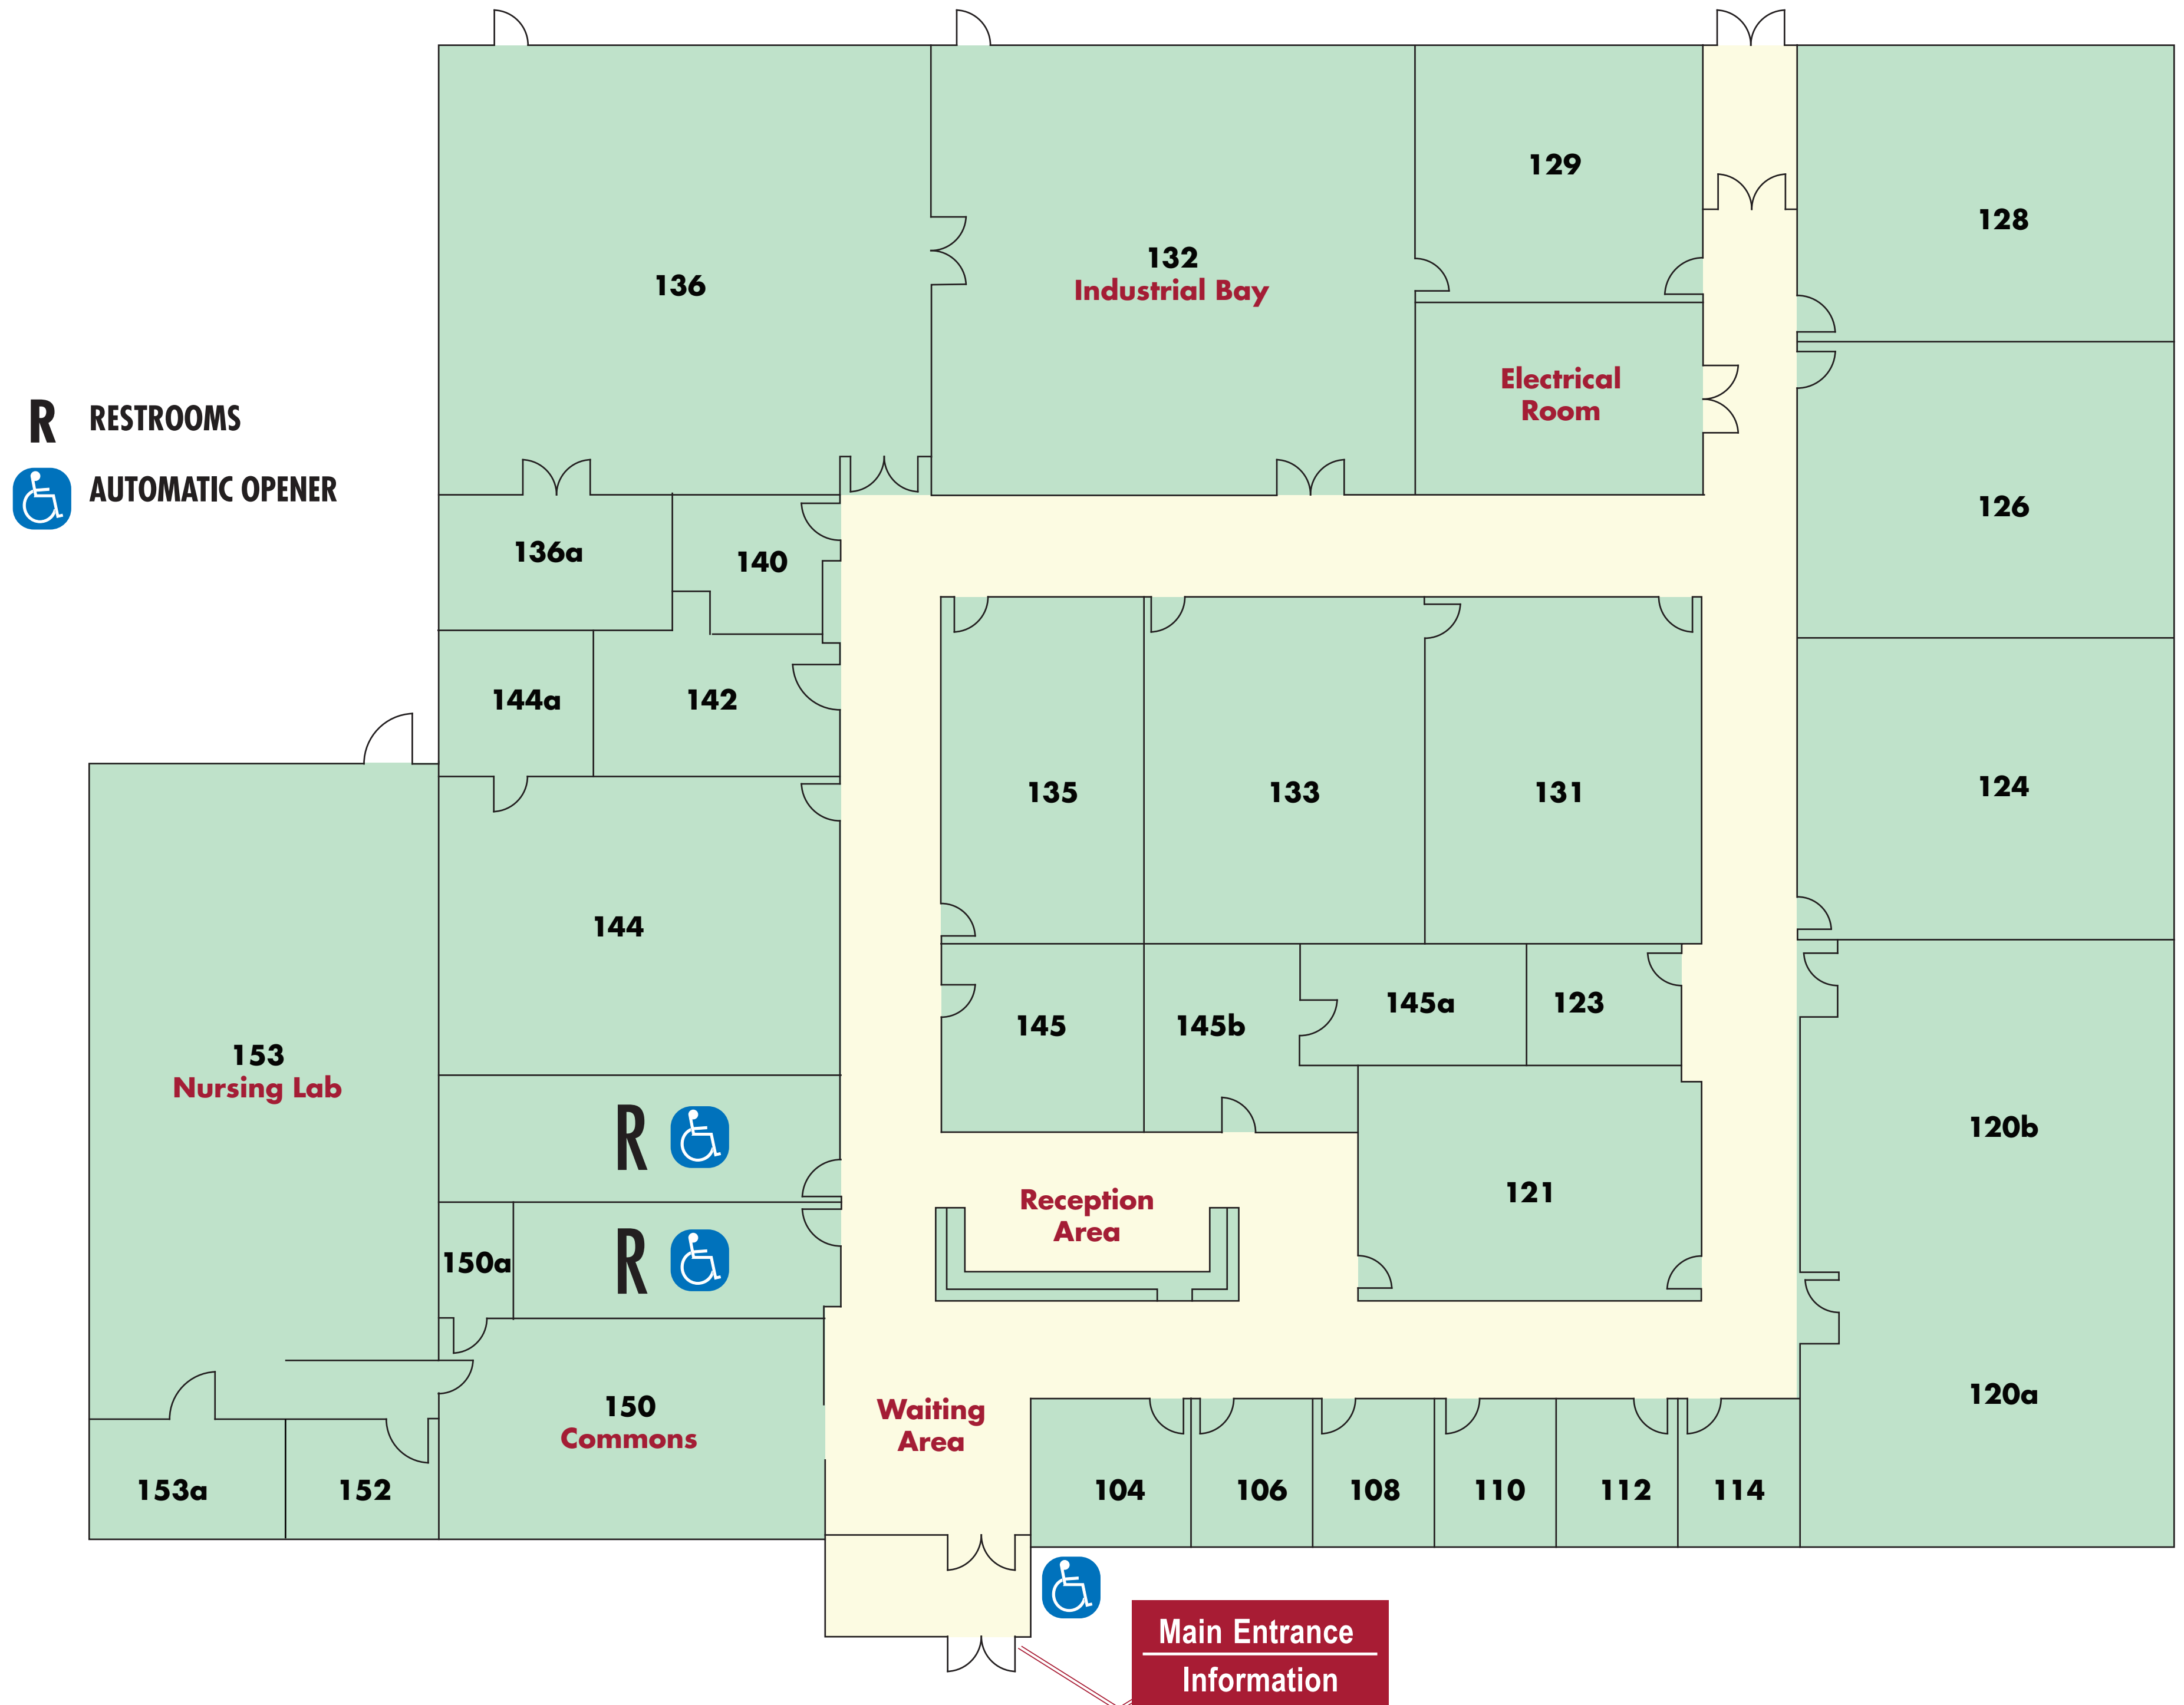 129
128
136
132
Industrial Bay
Electrical
Room
R RESTROOMS
AUTOMATIC OPENER
126
136a
140
144a
142
135
133
131
124
144
145
145b
145a
123
153
Nursing Lab
R
120b
Reception
Area
121
150a
R
150
Commons
Waiting
Area
120a
153a
152
104
106
108
110
112
114
Main Entrance
Information